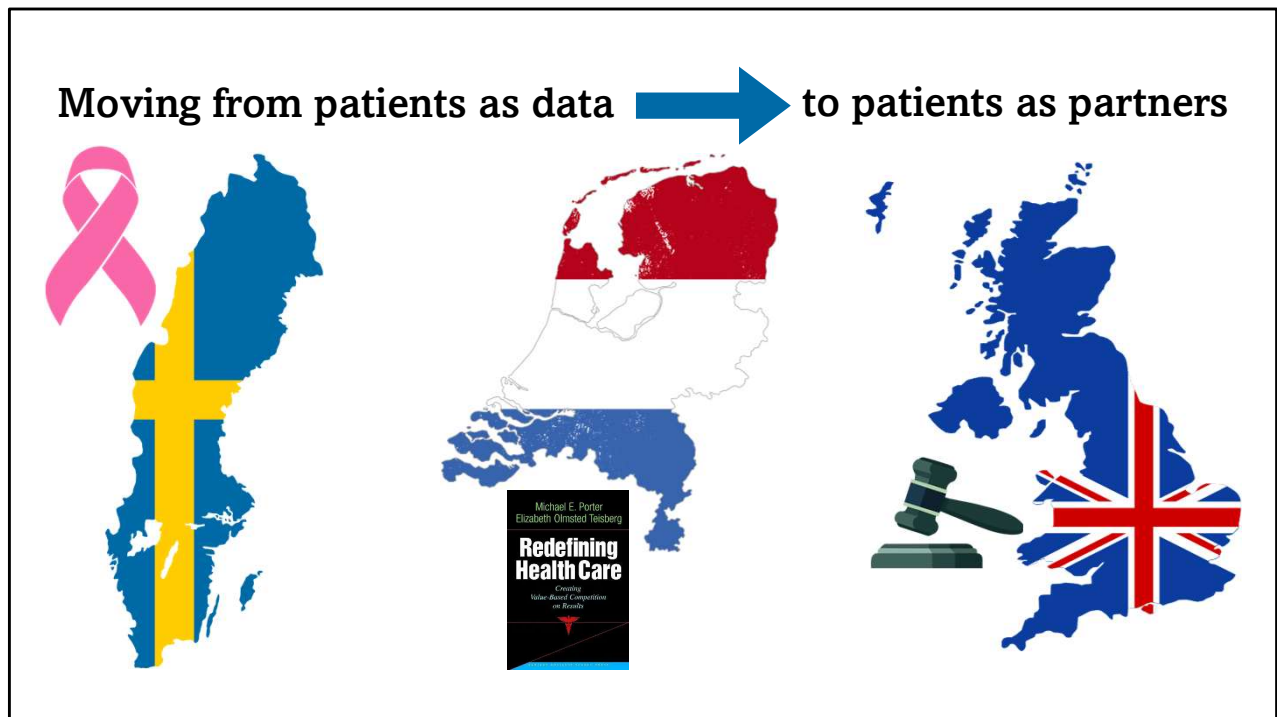 Moving from patients as data to patients as partners
Michael E. Porter
Elizabeth Olmsted Teisberg
Redefining
Health Care
Creating
Value-Based Competition
on Results